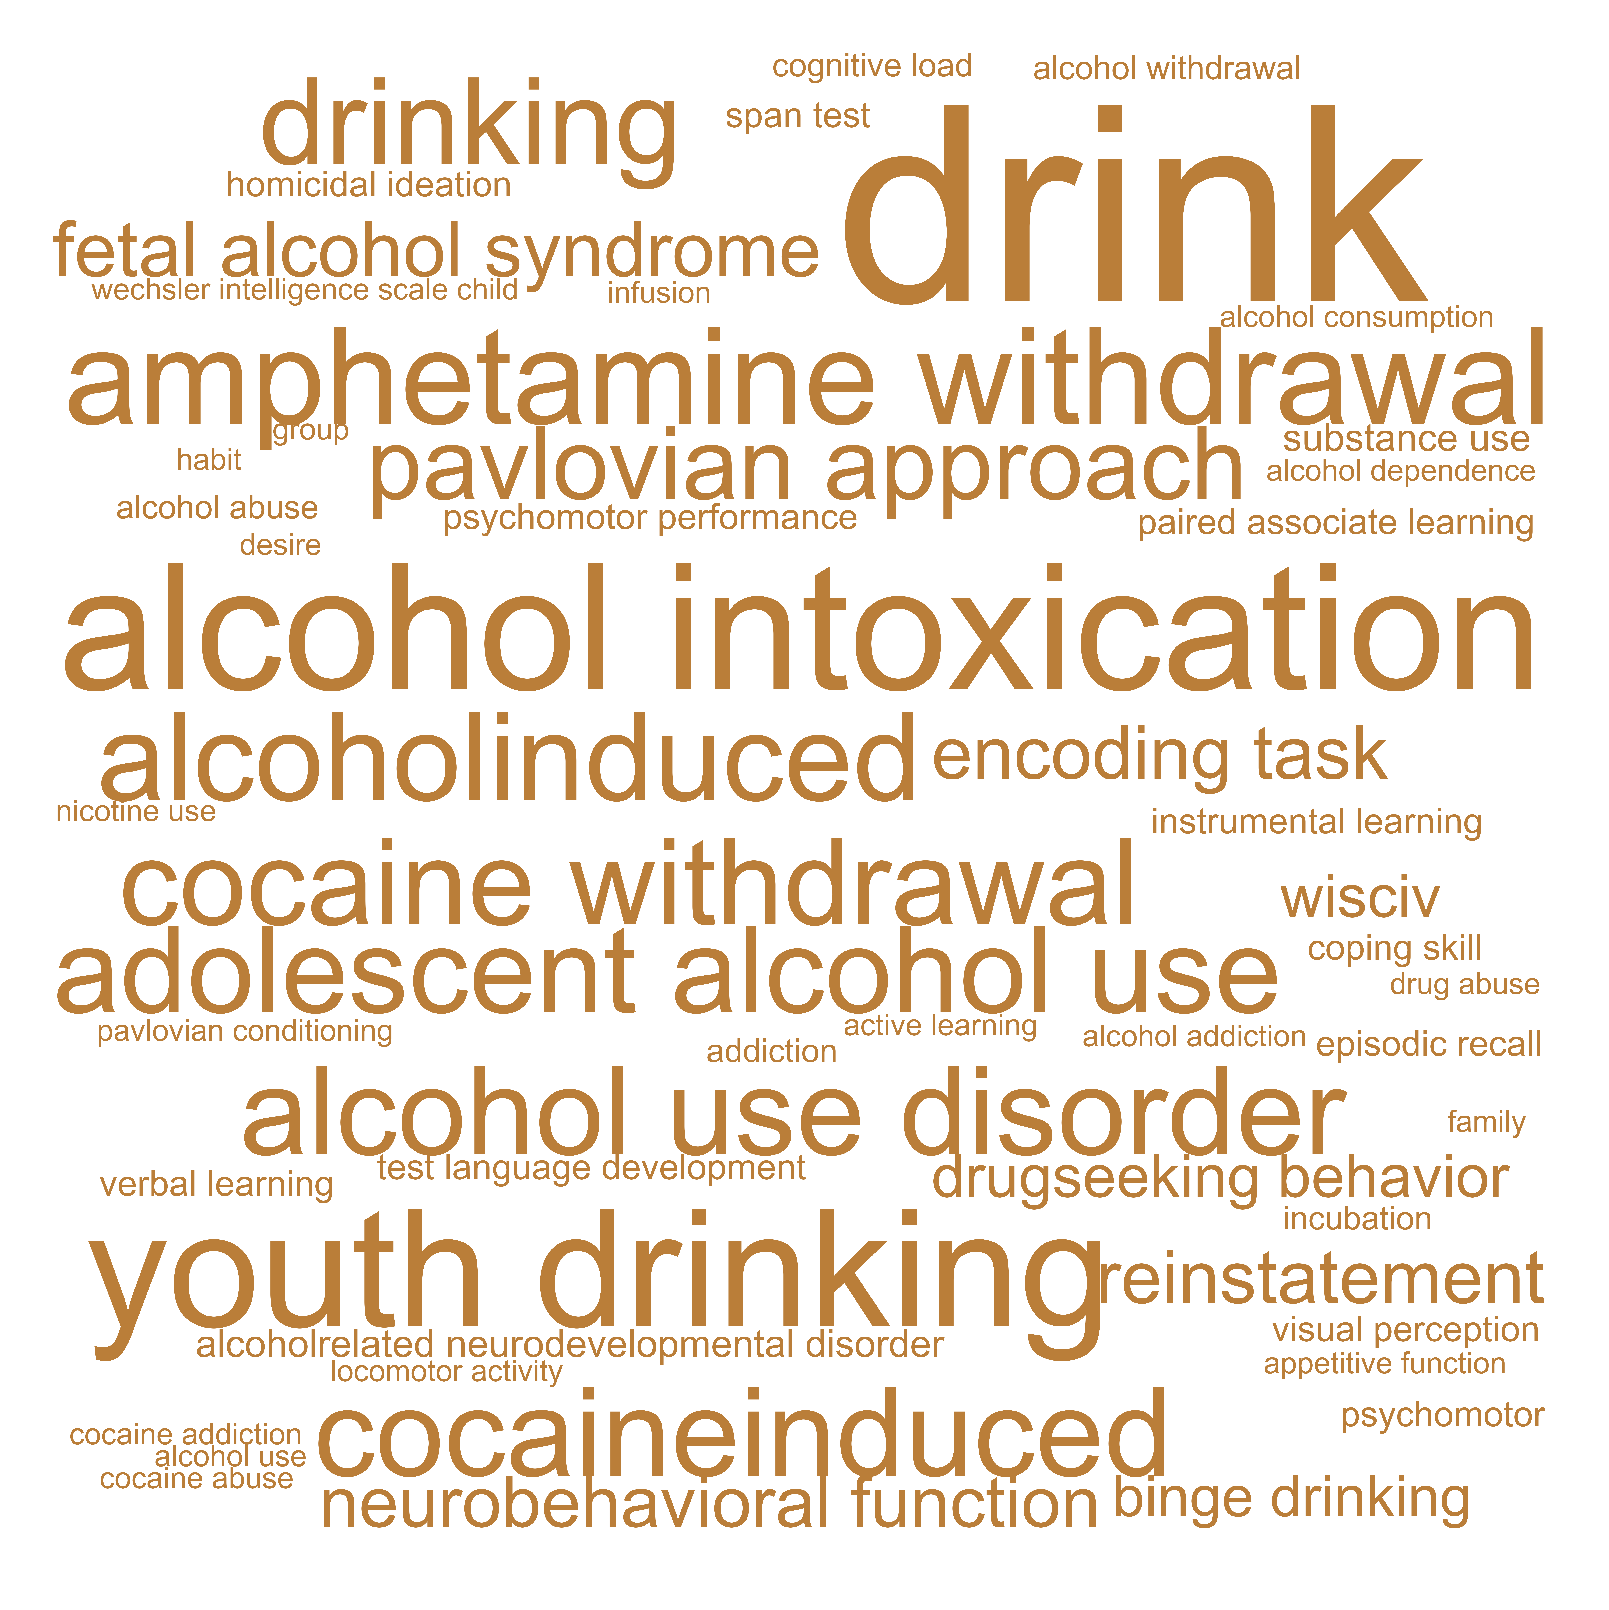 cognitive load
alcohol withdrawal
drinking
span test
drink
homicidal ideation
fetal alcohol syndrome
wechsler intelligence scale child
infusion
alcohol consumption
amphetamine withdrawal
group
habit
pavlovian approach
substance use
alcohol dependence
alcohol abuse
psychomotor performance
paired associate learning
desire
alcohol intoxication
alcoholinduced
encoding task
nicotine use
instrumental learning
cocaine withdrawal
wisciv
adolescent alcohol use
coping skill
drug abuse
pavlovian conditioning
active learning
addiction
alcohol addiction
episodic recall
alcohol use disorder
family
test language development
verbal learning
drugseeking behavior
incubation
youth drinking
reinstatement
alcoholrelated neurodevelopmental disorder
visual perception
locomotor activity
appetitive function
cocaineinduced
psychomotor
cocaine addiction
alcohol use
cocaine abuse
neurobehavioral function
binge drinking